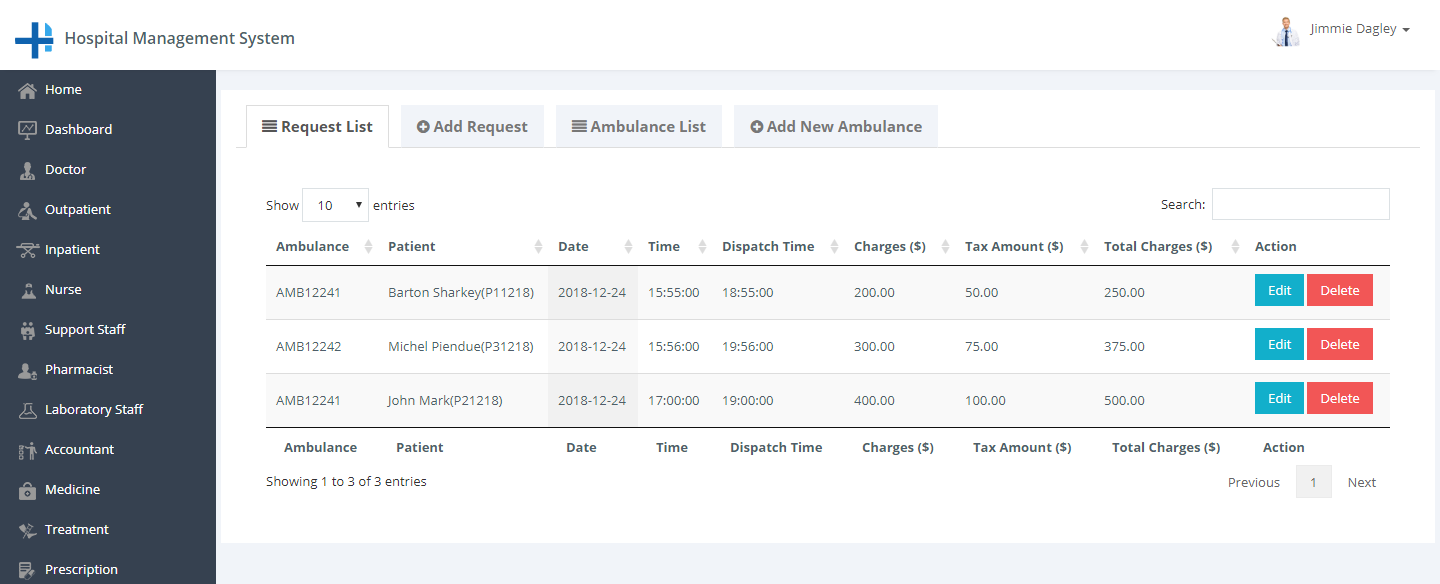 Hospital Management System
Jimmie Dagley
Home
Dashboard
Doctor
Outpatient
Inpatient
Nurse
Support Staff
Pharmacist
Laboratory Staff
Accountant
Medicine
Treatment
Prescription
Request List Add Request Ambulance List Add New Ambulance
Show 10 entries Search:
Ambulance Patient Date Time Dispatch Time Charges ($) Tax Amount ($) Total Charges ($) Action
AMB12241 Barton Sharkey(P11218) 2018-12-24 15:55:00 18:55:00 200.00 50.00 250.00 Edit Delete
AMB12242 Michel Piendue(P31218) 2018-12-24 15:56:00 19:56:00 300.00 75.00 375.00 Edit Delete
AMB12241 John Mark(P21218) 2018-12-24 17:00:00 19:00:00 400.00 100.00 500.00 Edit Delete
Ambulance Patient Date Time Dispatch Time Charges ($) Tax Amount ($) Total Charges ($) Action
Showing 1 to 3 of 3 entries Previous 1 Next